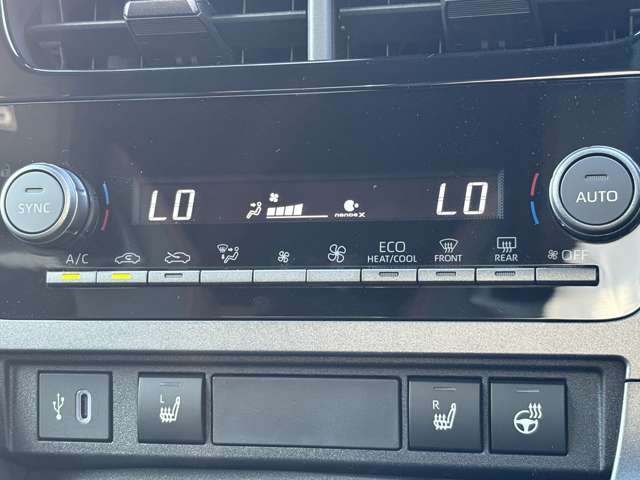 LO
LO
nanoe X
SYNC
AUTO
A/C
ECO
HEAT/COOL
FRONT
REAR
OFF
L
R